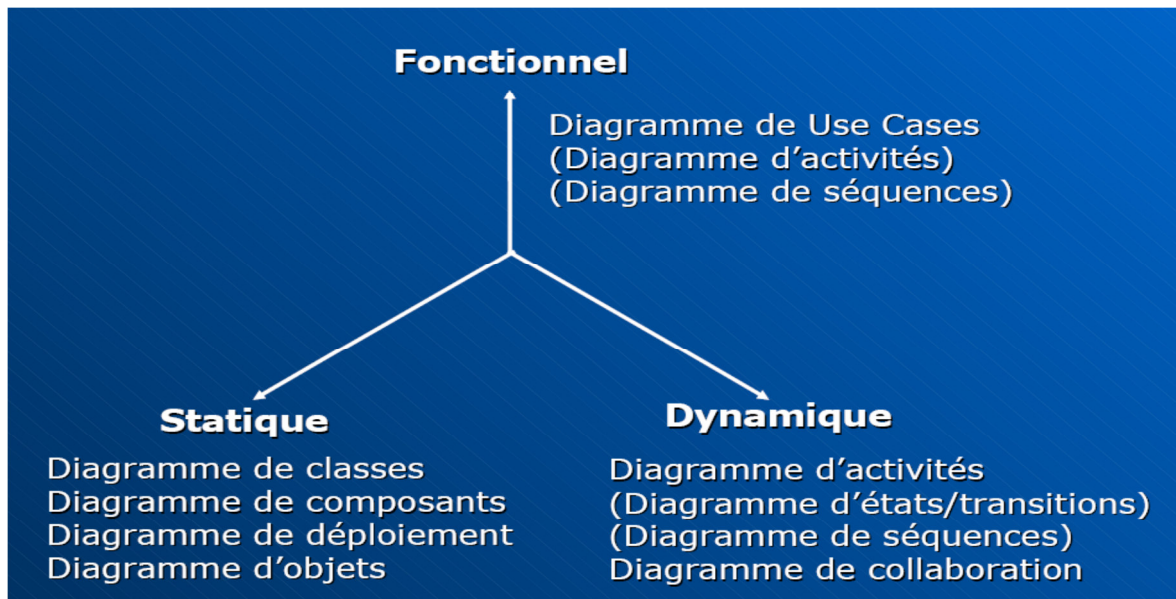 Fonctionnel
Diagramme de Use Cases
(Diagramme d’activités)
(Diagramme de séquences)
Statique
Diagramme de classes
Diagramme de composants
Diagramme de déploiement
Diagramme d’objets
Dynamique
Diagramme d’activités
(Diagramme d’états/transitions)
(Diagramme de séquences)
Diagramme de collaboration